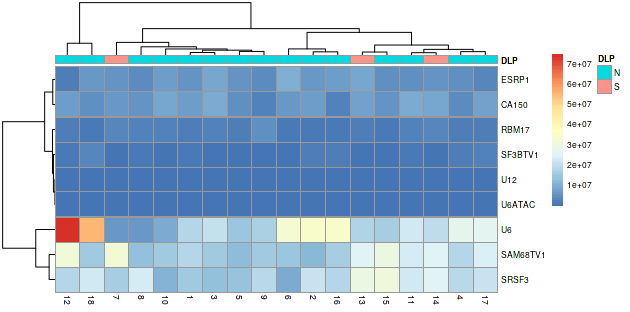 DLP
ESRP1
CA150
RBM17
SF3BTV1
U12
U6ATAC
U6
SAM68TV1
SRSF3
12 18 7 8 10 1 3 5 9 6 2 16 13 15 11 14 4 17
7e+07
6e+07
5e+07
4e+07
3e+07
2e+07
1e+07
DLP
N
S